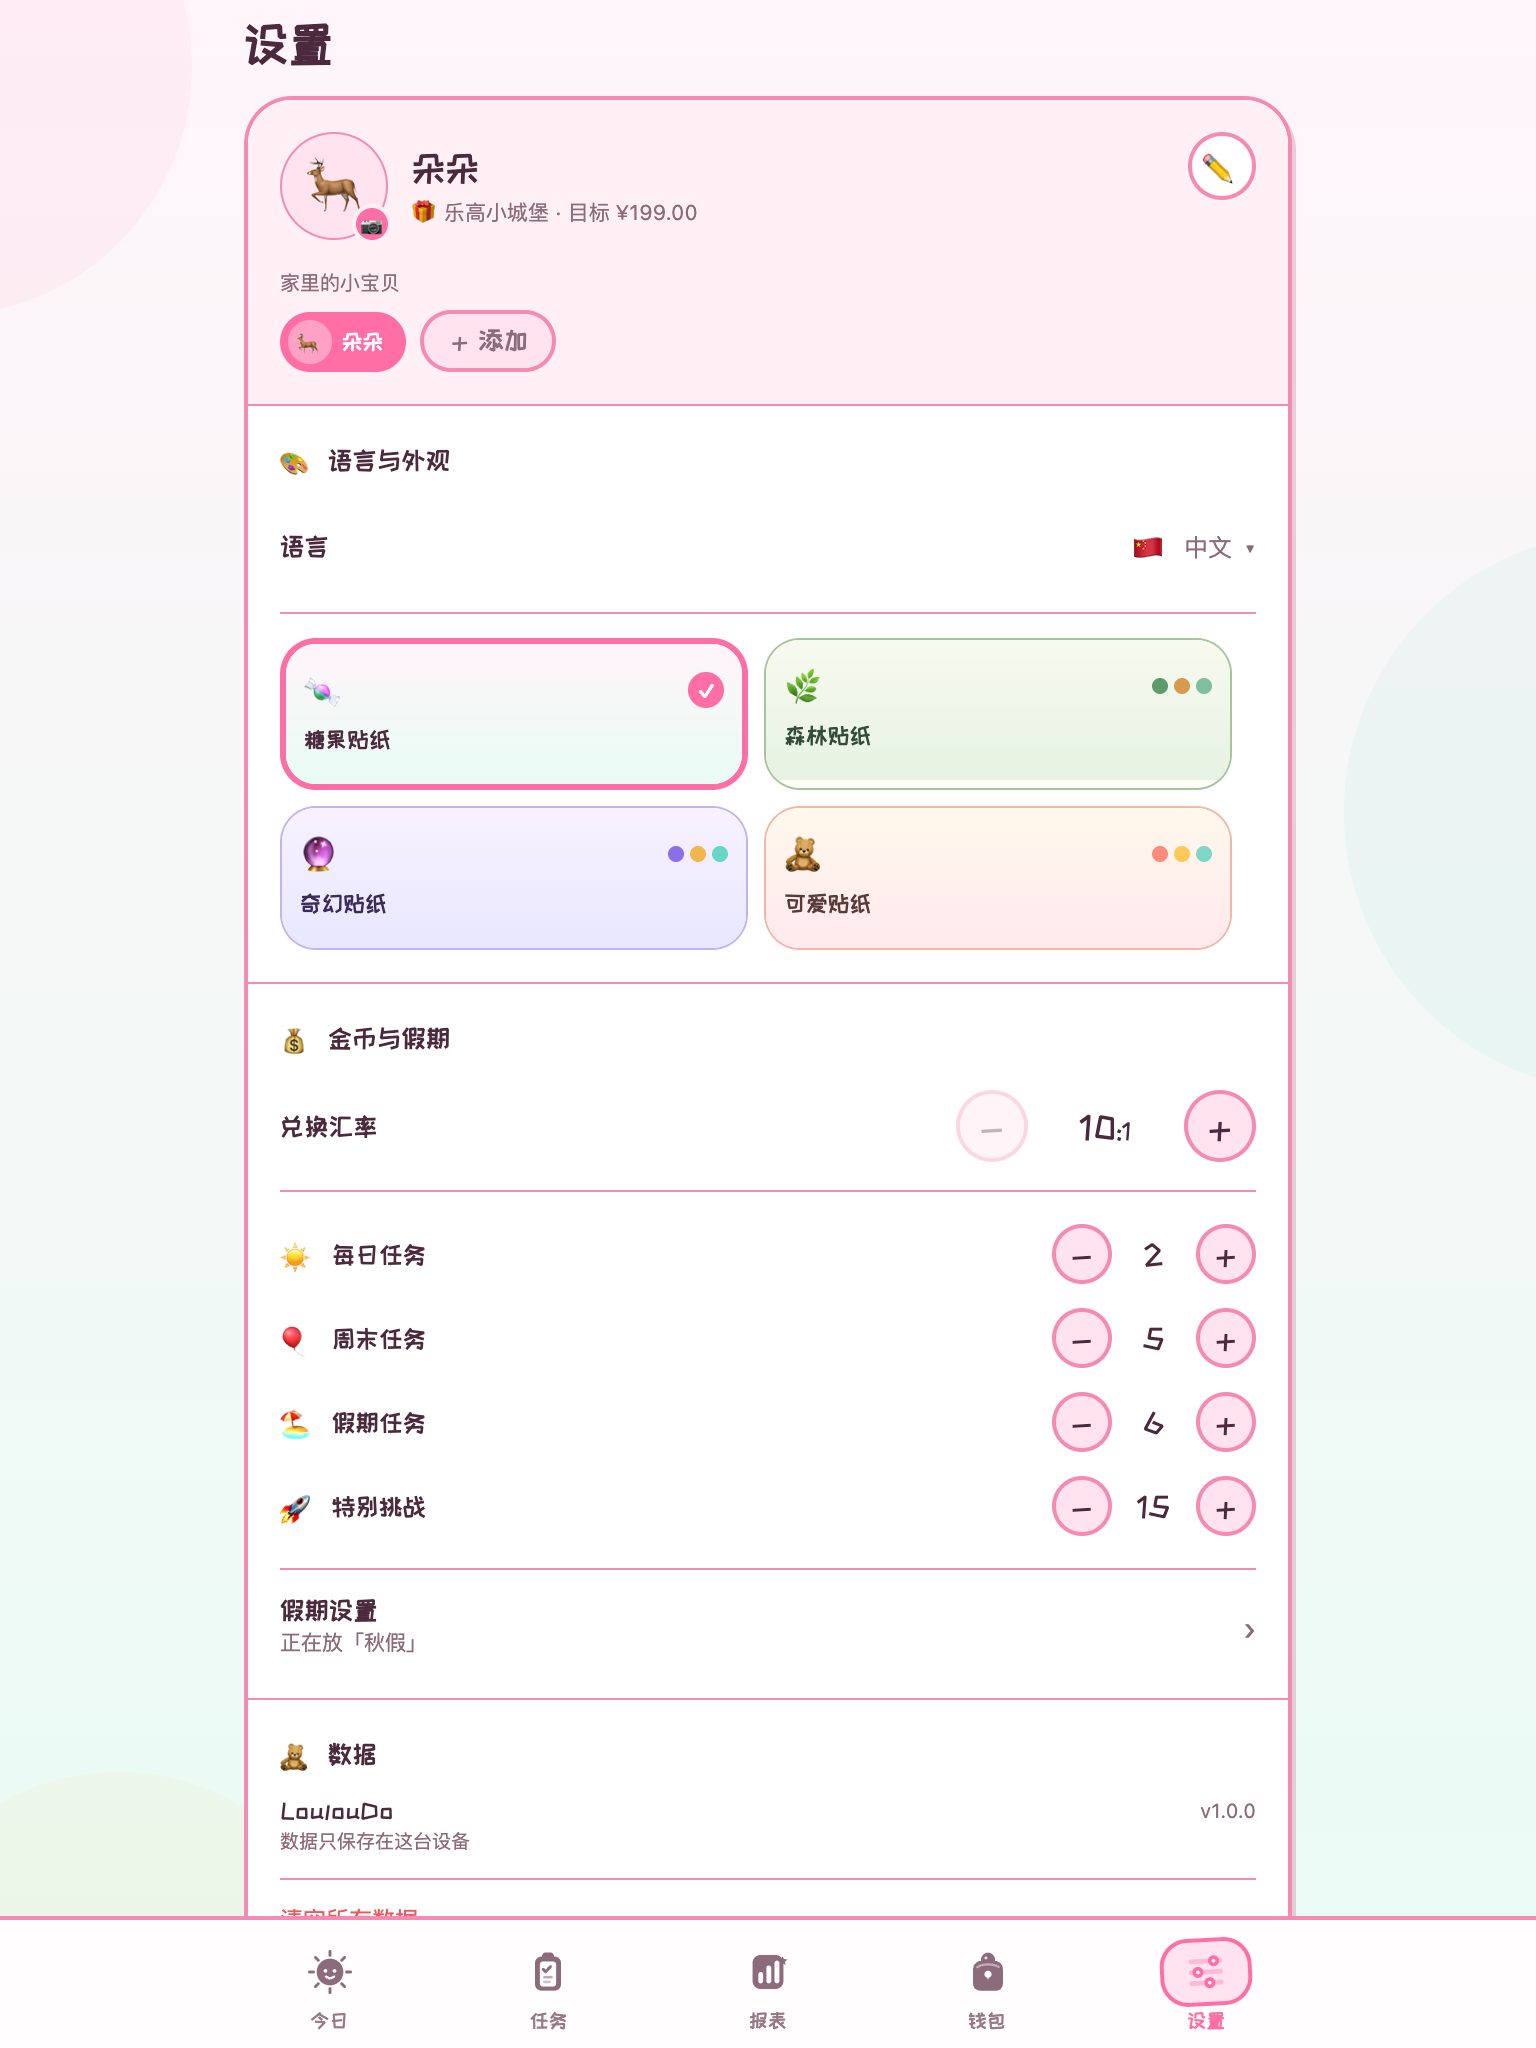 设置
朵朵
乐高小城堡 · 目标 ¥199.00
家里的小宝贝
朵朵
+ 添加
语言与外观
语言
中文 ▾
糖果贴纸
森林贴纸
奇幻贴纸
可爱贴纸
金币与假期
兑换汇率
− 10:1 +
每日任务
− 2 +
周末任务
− 5 +
假期任务
− 6 +
特别挑战
− 15 +
假期设置
正在放「秋假」
数据
LoulouDo
v1.0.0
数据只保存在这台设备
清空所有数据
今日
任务
报表
钱包
设置